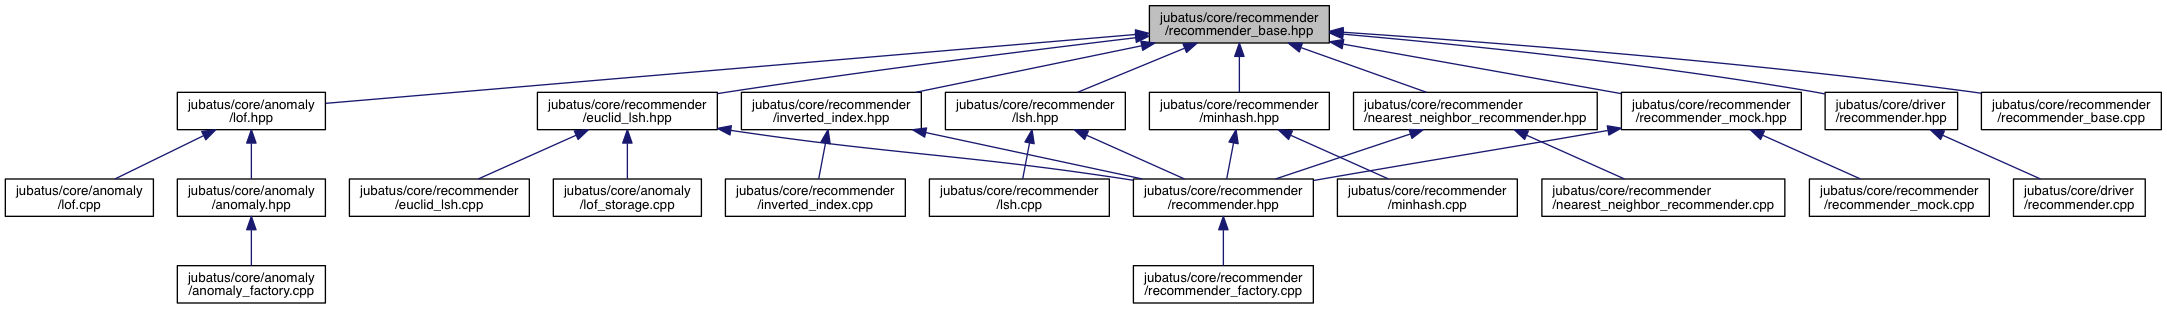 jubatus/core/recommender
/recommender_base.hpp
jubatus/core/anomaly
/lof.hpp
jubatus/core/recommender
/euclid_lsh.hpp
jubatus/core/recommender
/inverted_index.hpp
jubatus/core/recommender
/lsh.hpp
jubatus/core/recommender
/minhash.hpp
jubatus/core/recommender
/nearest_neighbor_recommender.hpp
jubatus/core/recommender
/recommender_mock.hpp
jubatus/core/driver
/recommender.hpp
jubatus/core/recommender
/recommender_base.cpp
jubatus/core/anomaly
/lof.cpp
jubatus/core/anomaly
/anomaly.hpp
jubatus/core/recommender
/euclid_lsh.cpp
jubatus/core/anomaly
/lof_storage.cpp
jubatus/core/recommender
/inverted_index.cpp
jubatus/core/recommender
/lsh.cpp
jubatus/core/recommender
/recommender.hpp
jubatus/core/recommender
/minhash.cpp
jubatus/core/recommender
/nearest_neighbor_recommender.cpp
jubatus/core/recommender
/recommender_mock.cpp
jubatus/core/driver
/recommender.cpp
jubatus/core/anomaly
/anomaly_factory.cpp
jubatus/core/recommender
/recommender_factory.cpp